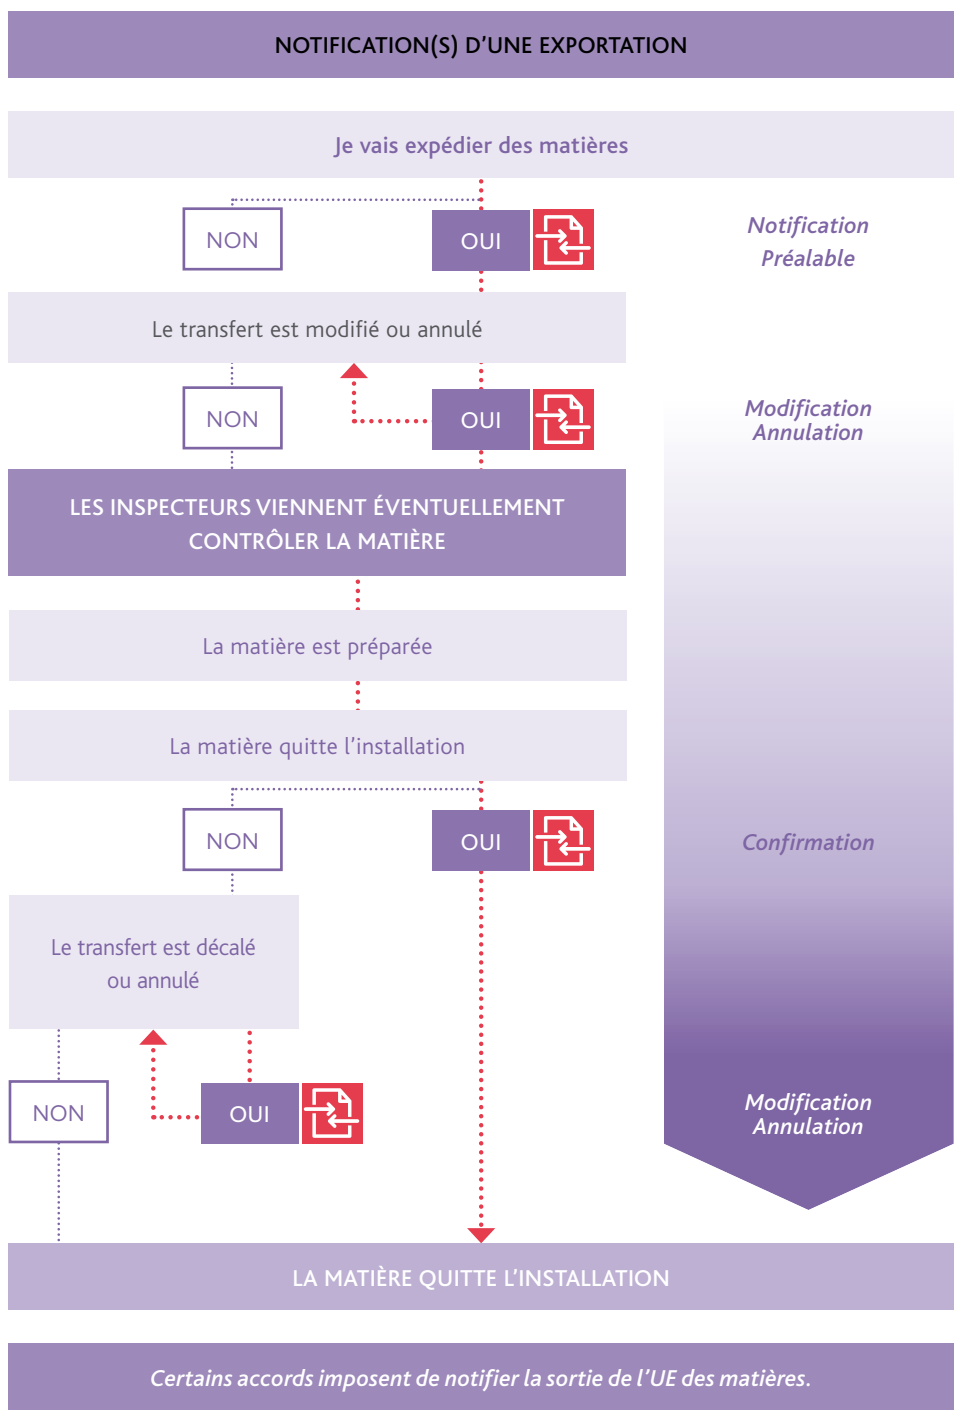 NOTIFICATION(S) D’UNE EXPORTATION
Je vais expédier des matières
NON
OUI
Notification
Préalable
Le transfert est modifié ou annulé
NON
OUI
Modification
Annulation
LES INSPECTEURS VIENNENT ÉVENTUELLEMENT
CONTRÔLER LA MATIÈRE
La matière est préparée
La matière quitte l’installation
NON
OUI
Confirmation
Le transfert est décalé
ou annulé
NON
OUI
Modification
Annulation
LA MATIÈRE QUITTE L’INSTALLATION
Certains accords imposent de notifier la sortie de l’UE des matières.